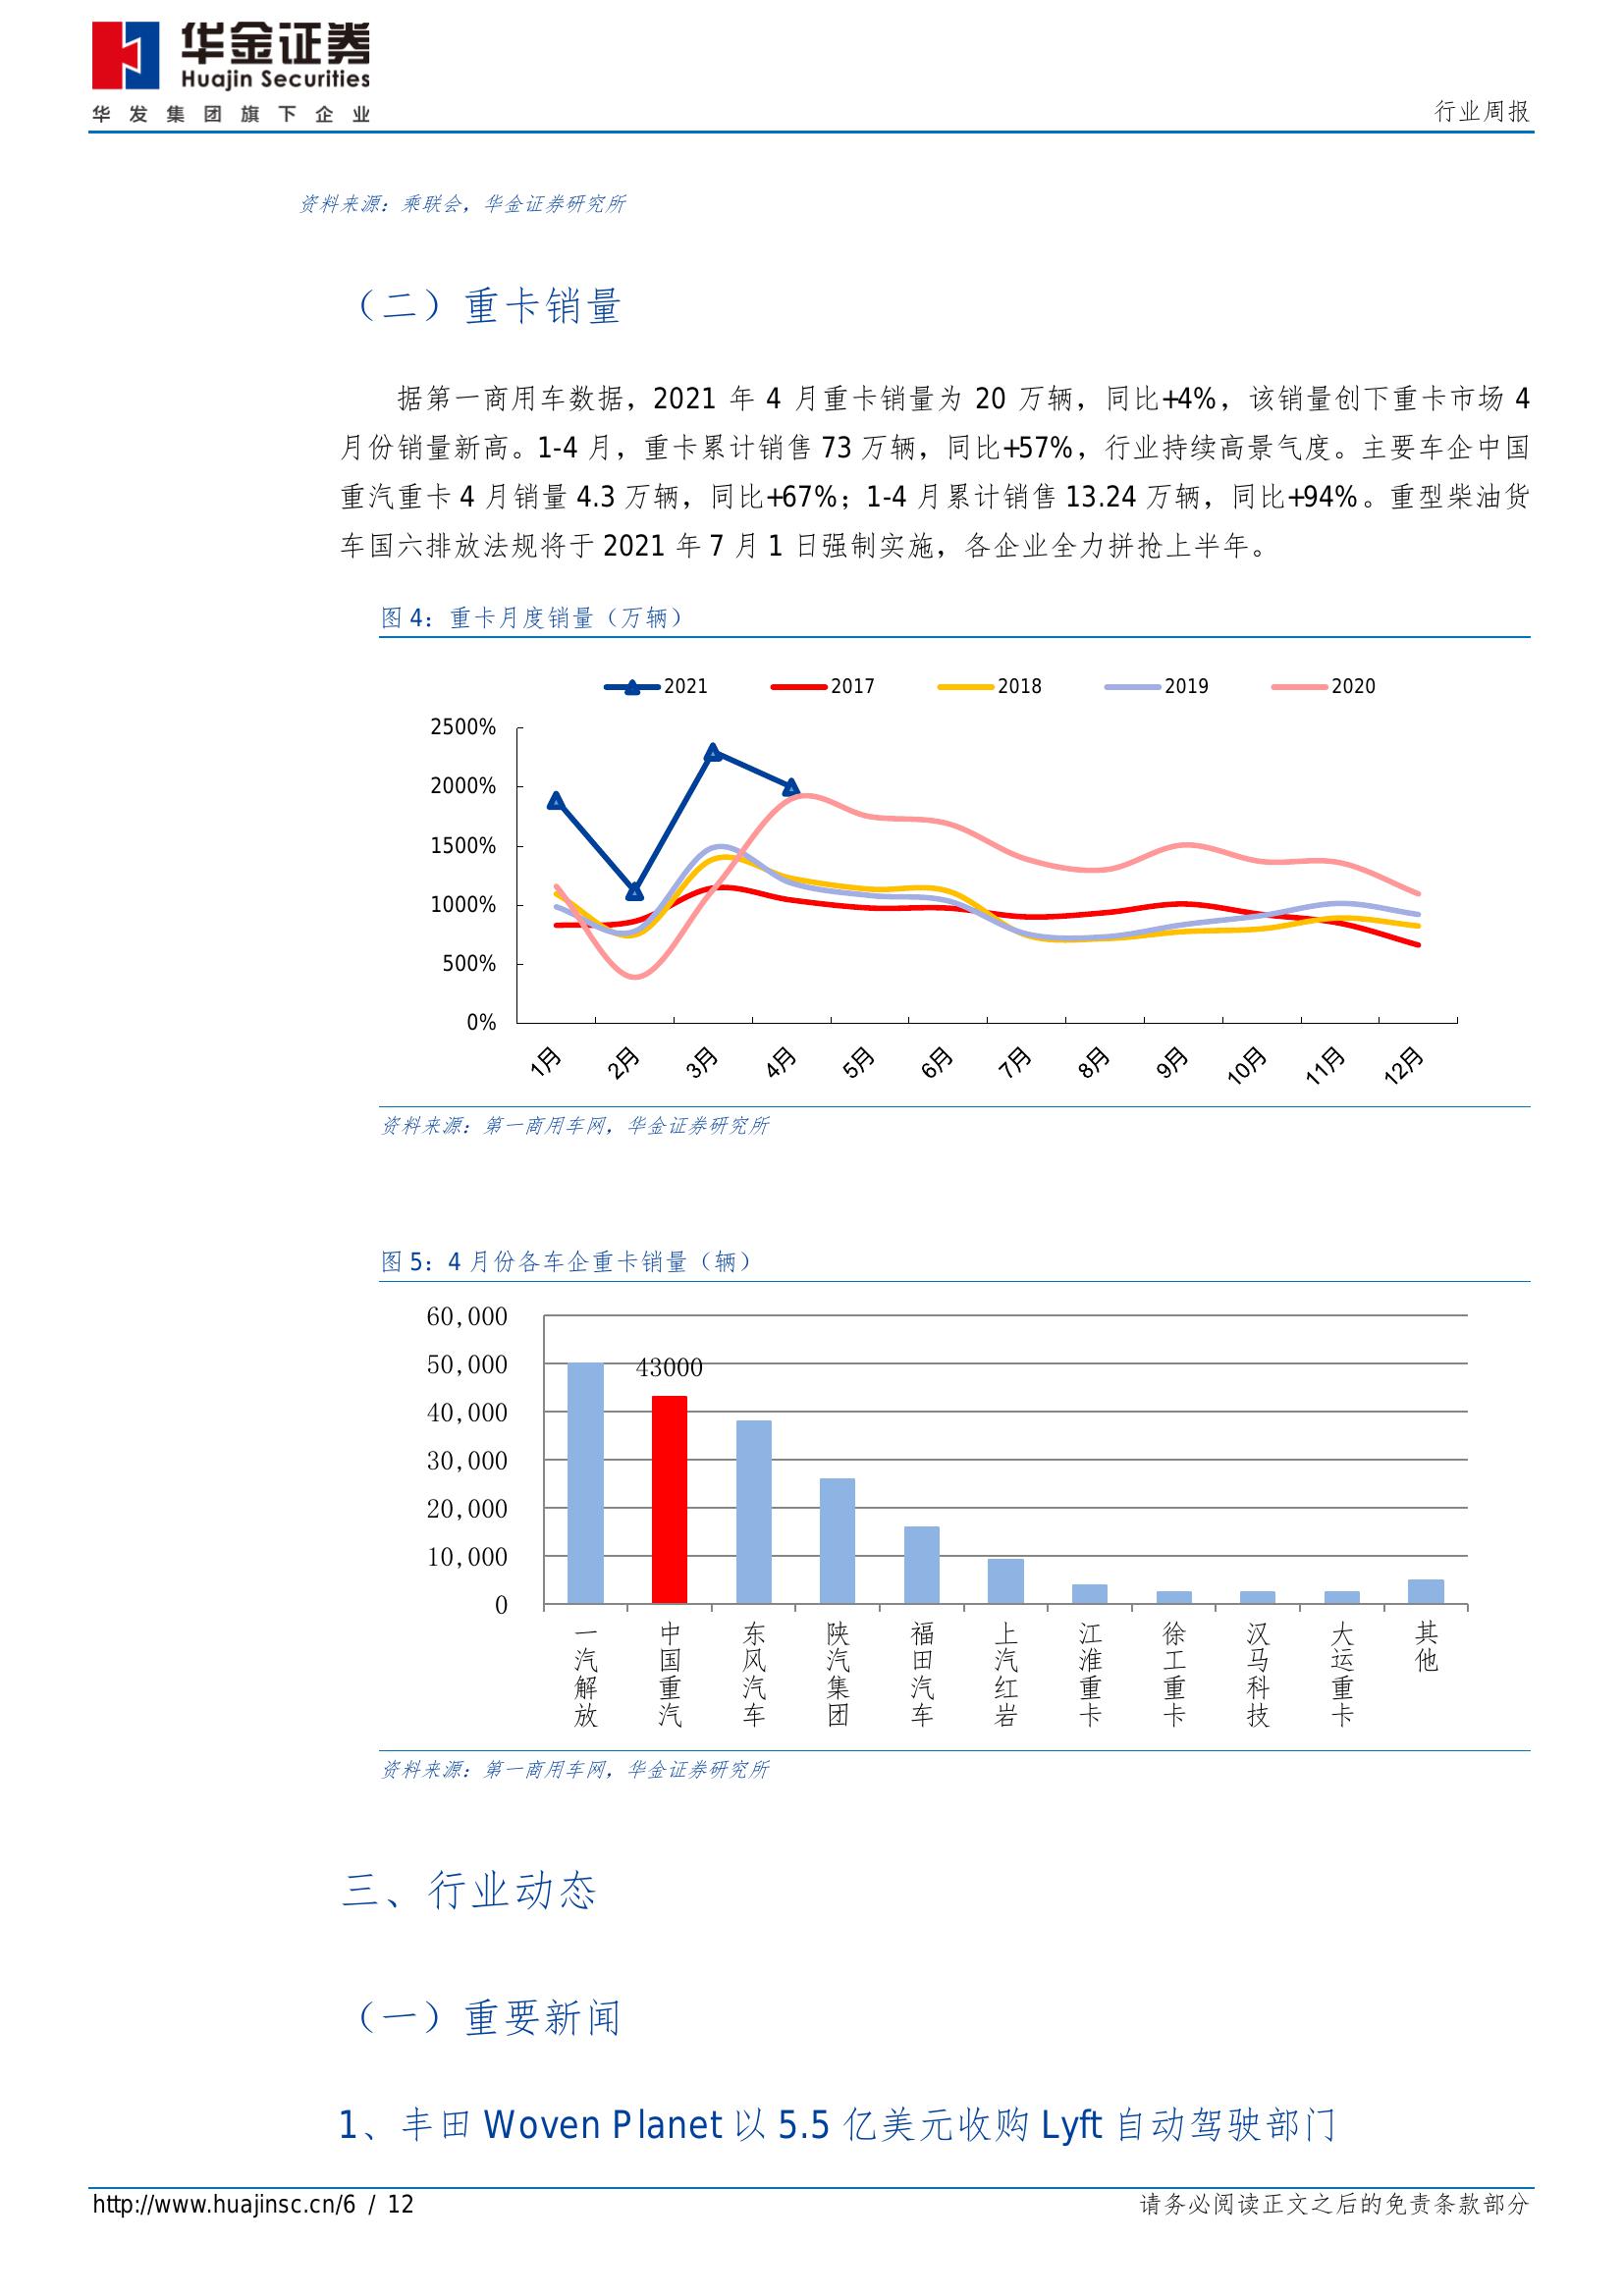 华金证券
Huajin Securities
华发集团旗下企业
行业周报
资料来源：乘联会，华金证券研究所
（二）重卡销量
据第一商用车数据，2021 年 4 月重卡销量为 20 万辆，同比+4%，该销量创下重卡市场 4
月份销量新高。1-4 月，重卡累计销售 73 万辆，同比+57%，行业持续高景气度。主要车企中国
重汽重卡 4 月销量 4.3 万辆，同比+67%；1-4 月累计销售 13.24 万辆，同比+94%。重型柴油货
车国六排放法规将于 2021 年 7 月 1 日强制实施，各企业全力拼抢上半年。
图 4：重卡月度销量（万辆）
2021 2017 2018 2019 2020
2500%
2000%
1500%
1000%
500%
0%
1月 2月 3月 4月 5月 6月 7月 8月 9月 10月 11月 12月
资料来源：第一商用车网，华金证券研究所
图 5：4 月份各车企重卡销量（辆）
60,000
50,000
43000
40,000
30,000
20,000
10,000
0
一汽解放 中国重汽 东风汽车 陕汽集团 福田汽车 上汽红岩 江淮重卡 徐工重卡 汉马科技 大运重卡 其他
资料来源：第一商用车网，华金证券研究所
三、行业动态
（一）重要新闻
1、丰田 Woven Planet 以 5.5 亿美元收购 Lyft 自动驾驶部门
http://www.huajinsc.cn/6 / 12
请务必阅读正文之后的免责条款部分